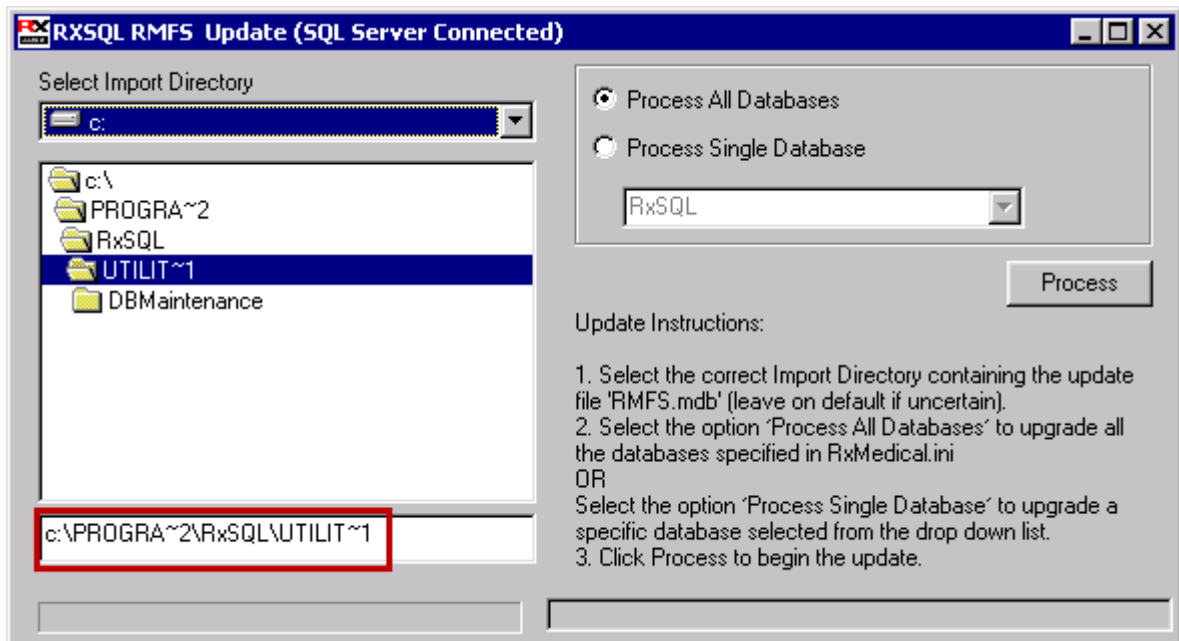 RX
RXSQL RMFS Update (SQL Server Connected)
Select Import Directory
c:
c:\
PROGRA~2
RxSQL
UTILIT~1
DBMaintenance
c:\PROGRA~2\RxSQL\UTILIT~1
Process All Databases
Process Single Database
RxSQL
Process
Update Instructions:
1. Select the correct Import Directory containing the update
file 'RMFS.mdb' (leave on default if uncertain).
2. Select the option ´Process All Databases´ to upgrade all
the databases specified in RxMedical.ini
OR
Select the option ´Process Single Database´ to upgrade a
specific database selected from the drop down list.
3. Click Process to begin the update.